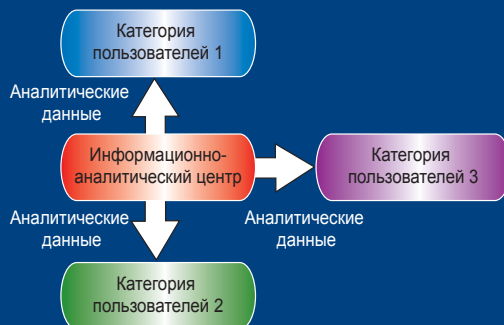 Категория
пользователей 1
Аналитические
данные
Информационно-
аналитический центр
Категория
пользователей 3
Аналитические
данные
Аналитические
данные
Категория
пользователей 2